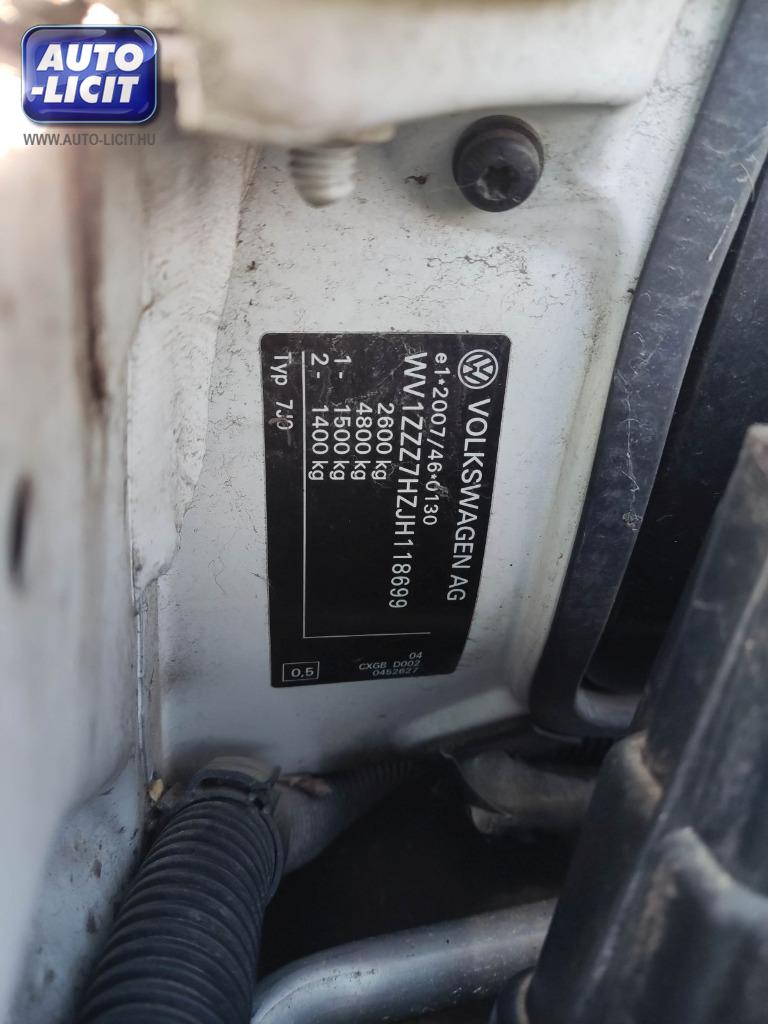 AUTO
-LICIT
WWW.AUTO-LICIT.HU
VOLKSWAGEN AG
e1*2007/46*0130
WV1ZZZ7HZJH118699
2600 kg
4800 kg
1- 1500 kg
2- 1400 kg
Typ 7J0
04
CXGB D002
0452627
0,5